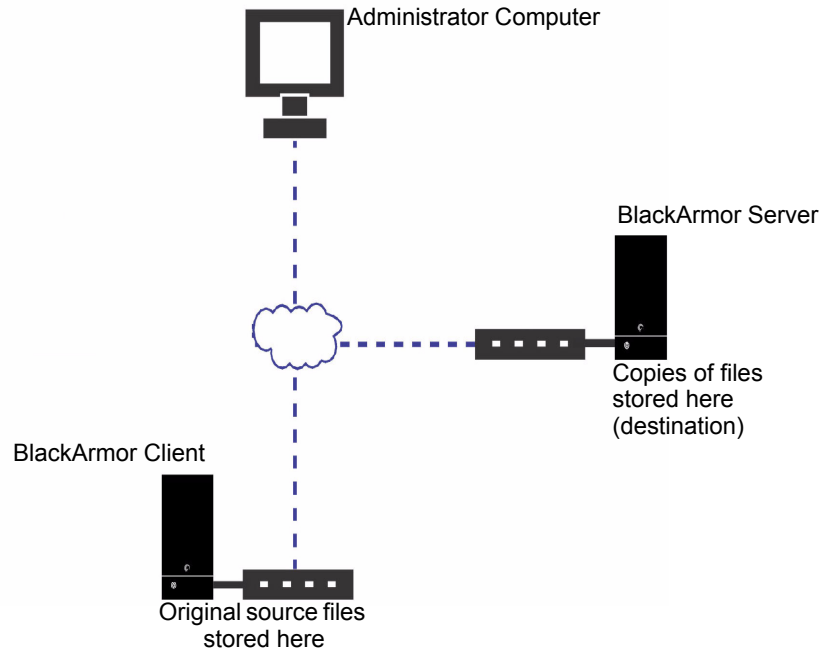 Administrator Computer
BlackArmor Server
Copies of files
stored here
(destination)
BlackArmor Client
Original source files
stored here